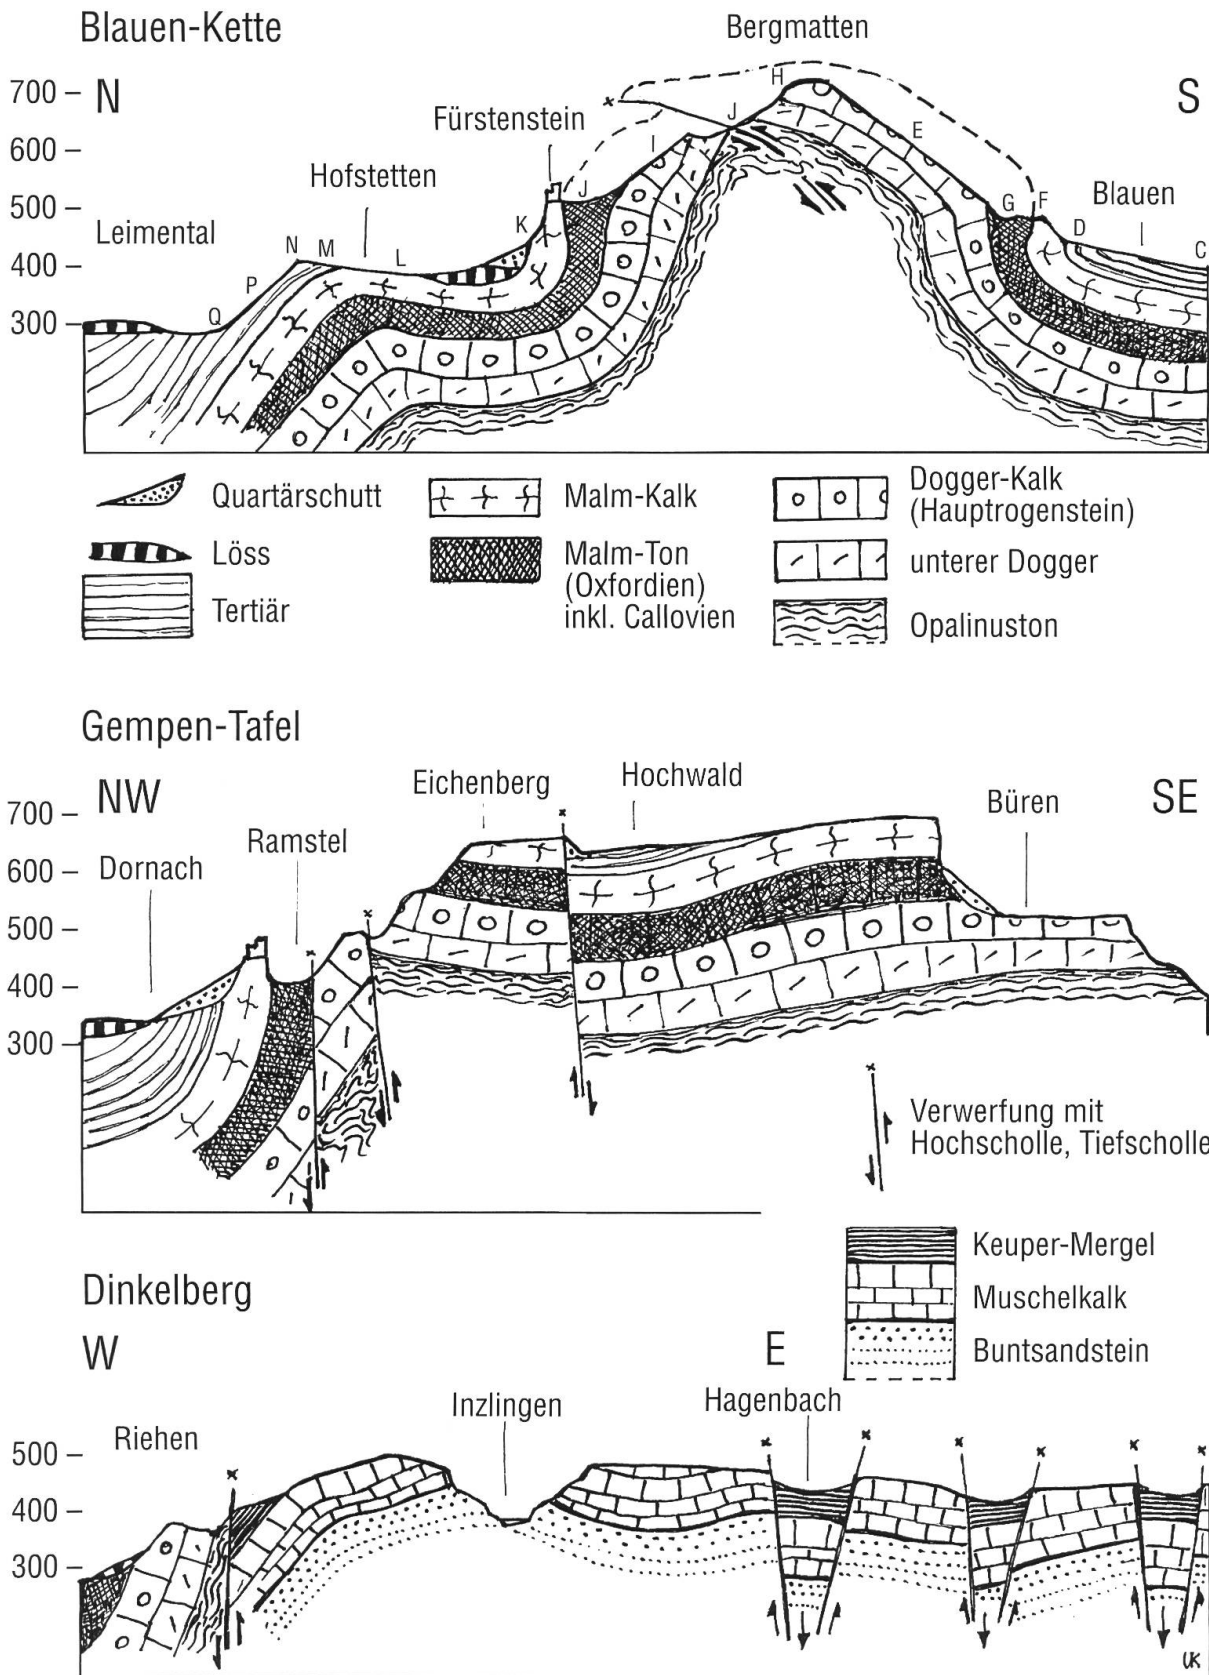 Blauen-Kette
Bergmatten
N
S
700
600
500
400
300
Fürstenstein
Hofstetten
Leimental
Blauen
Q
P
N
M
L
K
J
I
J
H
E
G
F
D
C
Quartärschutt
Löss
Tertiär
Malm-Kalk
Malm-Ton
(Oxfordien)
inkl. Callovien
Dogger-Kalk
(Hauptrogenstein)
unterer Dogger
Opalinuston
Gempen-Tafel
NW
SE
700
600
500
400
300
Dornach
Ramstel
Eichenberg
Hochwald
Büren
Verwerfung mit
Hochscholle, Tiefscholle
Keuper-Mergel
Muschelkalk
Buntsandstein
Dinkelberg
W
E
500
400
300
Riehen
Inzlingen
Hagenbach
UK